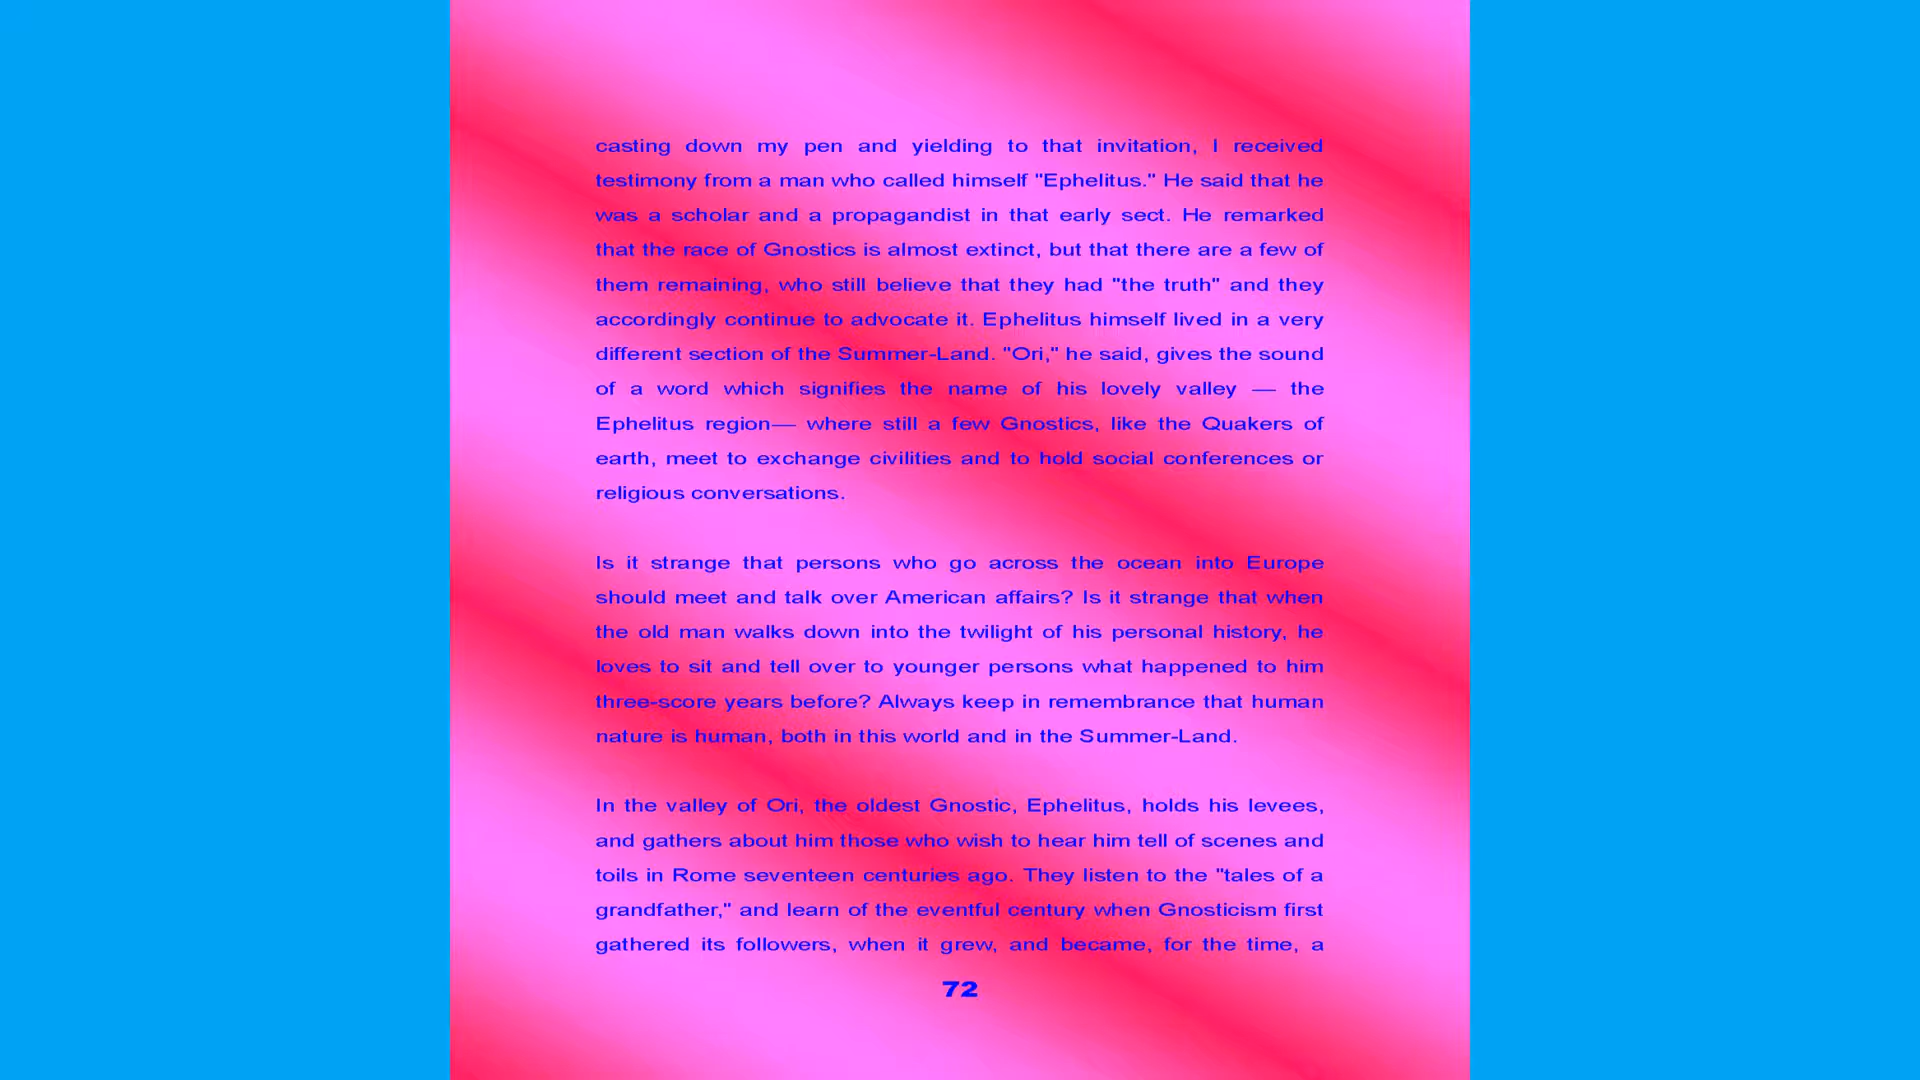 casting down my pen and yielding to that invitation, I received
testimony from a man who called himself "Ephelitus." He said that he
was a scholar and a propagandist in that early sect. He remarked
that the race of Gnostics is almost extinct, but that there are a few of
them remaining, who still believe that they had "the truth" and they
accordingly continue to advocate it. Ephelitus himself lived in a very
different section of the Summer-Land. "Ori," he said, gives the sound
of a word which signifies the name of his lovely valley — the
Ephelitus region— where still a few Gnostics, like the Quakers of
earth, meet to exchange civilities and to hold social conferences or
religious conversations.
Is it strange that persons who go across the ocean into Europe
should meet and talk over American affairs? Is it strange that when
the old man walks down into the twilight of his personal history, he
loves to sit and tell over to younger persons what happened to him
three-score years before? Always keep in remembrance that human
nature is human, both in this world and in the Summer-Land.
In the valley of Ori, the oldest Gnostic, Ephelitus, holds his levees,
and gathers about him those who wish to hear him tell of scenes and
toils in Rome seventeen centuries ago. They listen to the "tales of a
grandfather," and learn of the eventful century when Gnosticism first
gathered its followers, when it grew, and became, for the time, a
72